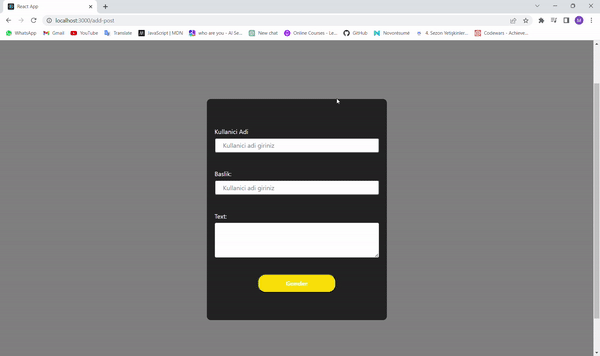 React App
localhost:3000/add-post
WhatsApp
Gmail
YouTube
Translate
JavaScript | MDN
who are you - AI Se...
New chat
Online Courses - Le...
GitHub
Novorésumé
4. Sezon Yetişkinler...
Codewars - Achieve...
Kullanici Adi
Kullanici adi giriniz
Baslik:
Kullanici adi giriniz
Text:
Gonder